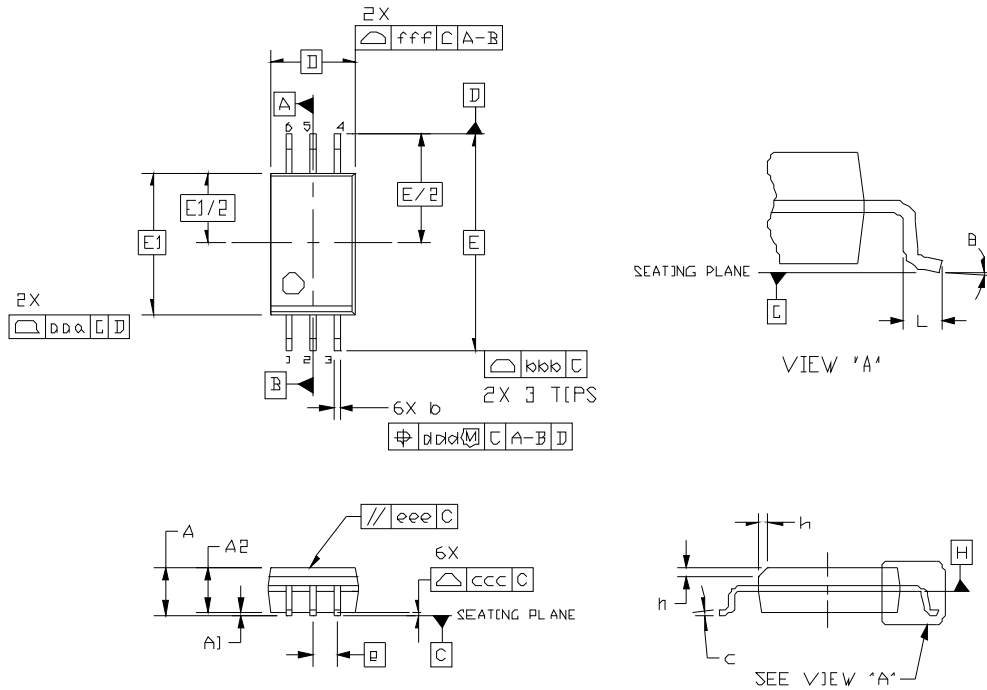 2X
fff C A-B
D
A
D
6 5 4
E1/2
E/2
E1
E
2X
C D
1 2 3
B
bbb C
2X 3 TIPS
6X b
ddd M C A-B D
SEATING PLANE
C
L
VIEW "A"
eee C
A
A2
6X
ccc C
SEATING PLANE
A1
e
C
h
H
h
c
SEE VIEW "A"